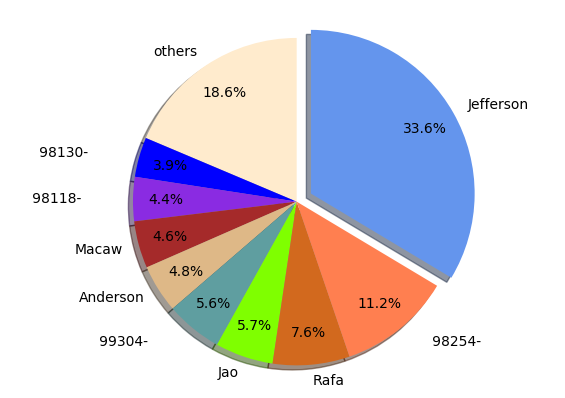 others
Jefferson
18.6%
33.6%
98130-
3.9%
98118-
4.4%
4.6%
Macaw
4.8%
Anderson
5.6%
11.2%
5.7%
7.6%
99304-
98254-
Jao
Rafa